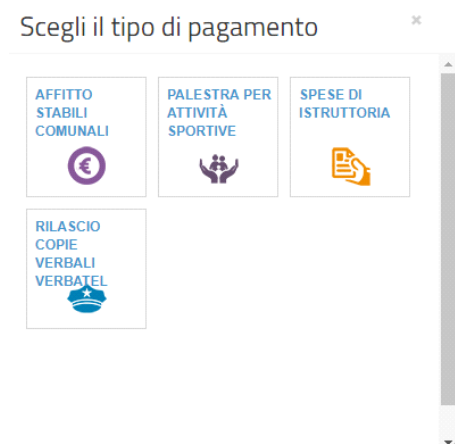 Scegli il tipo di pagamento
×
AFFITTO
STABILI
COMUNALI
€
PALESTRA PER
ATTIVITÀ
SPORTIVE
SPESE DI
ISTRUTTORIA
RILASCIO
COPIE
VERBALI
VERBATEL